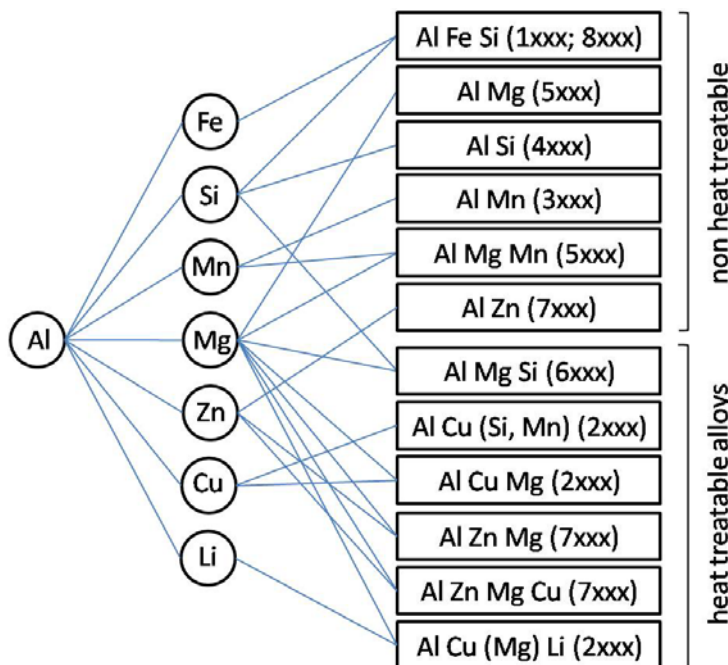 Al
Fe
Si
Mn
Mg
Zn
Cu
Li
Al Fe Si (1xxx; 8xxx)
Al Mg (5xxx)
Al Si (4xxx)
Al Mn (3xxx)
Al Mg Mn (5xxx)
Al Zn (7xxx)
Al Mg Si (6xxx)
Al Cu (Si, Mn) (2xxx)
Al Cu Mg (2xxx)
Al Zn Mg (7xxx)
Al Zn Mg Cu (7xxx)
Al Cu (Mg) Li (2xxx)
non heat treatable
heat treatable alloys